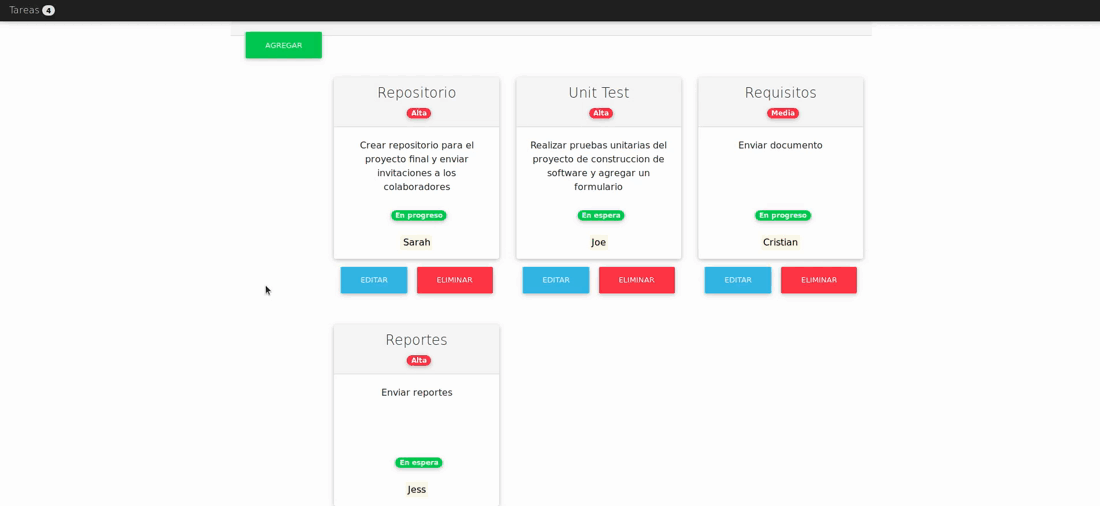 Tareas 4
AGREGAR
Repositorio
Alta
Crear repositorio para el
proyecto final y enviar
invitaciones a los
colaboradores
En progreso
Sarah
EDITAR ELIMINAR
Unit Test
Alta
Realizar pruebas unitarias del
proyecto de construccion de
software y agregar un
formulario
En espera
Joe
EDITAR ELIMINAR
Requisitos
Media
Enviar documento
En progreso
Cristian
EDITAR ELIMINAR
Reportes
Alta
Enviar reportes
En espera
Jess